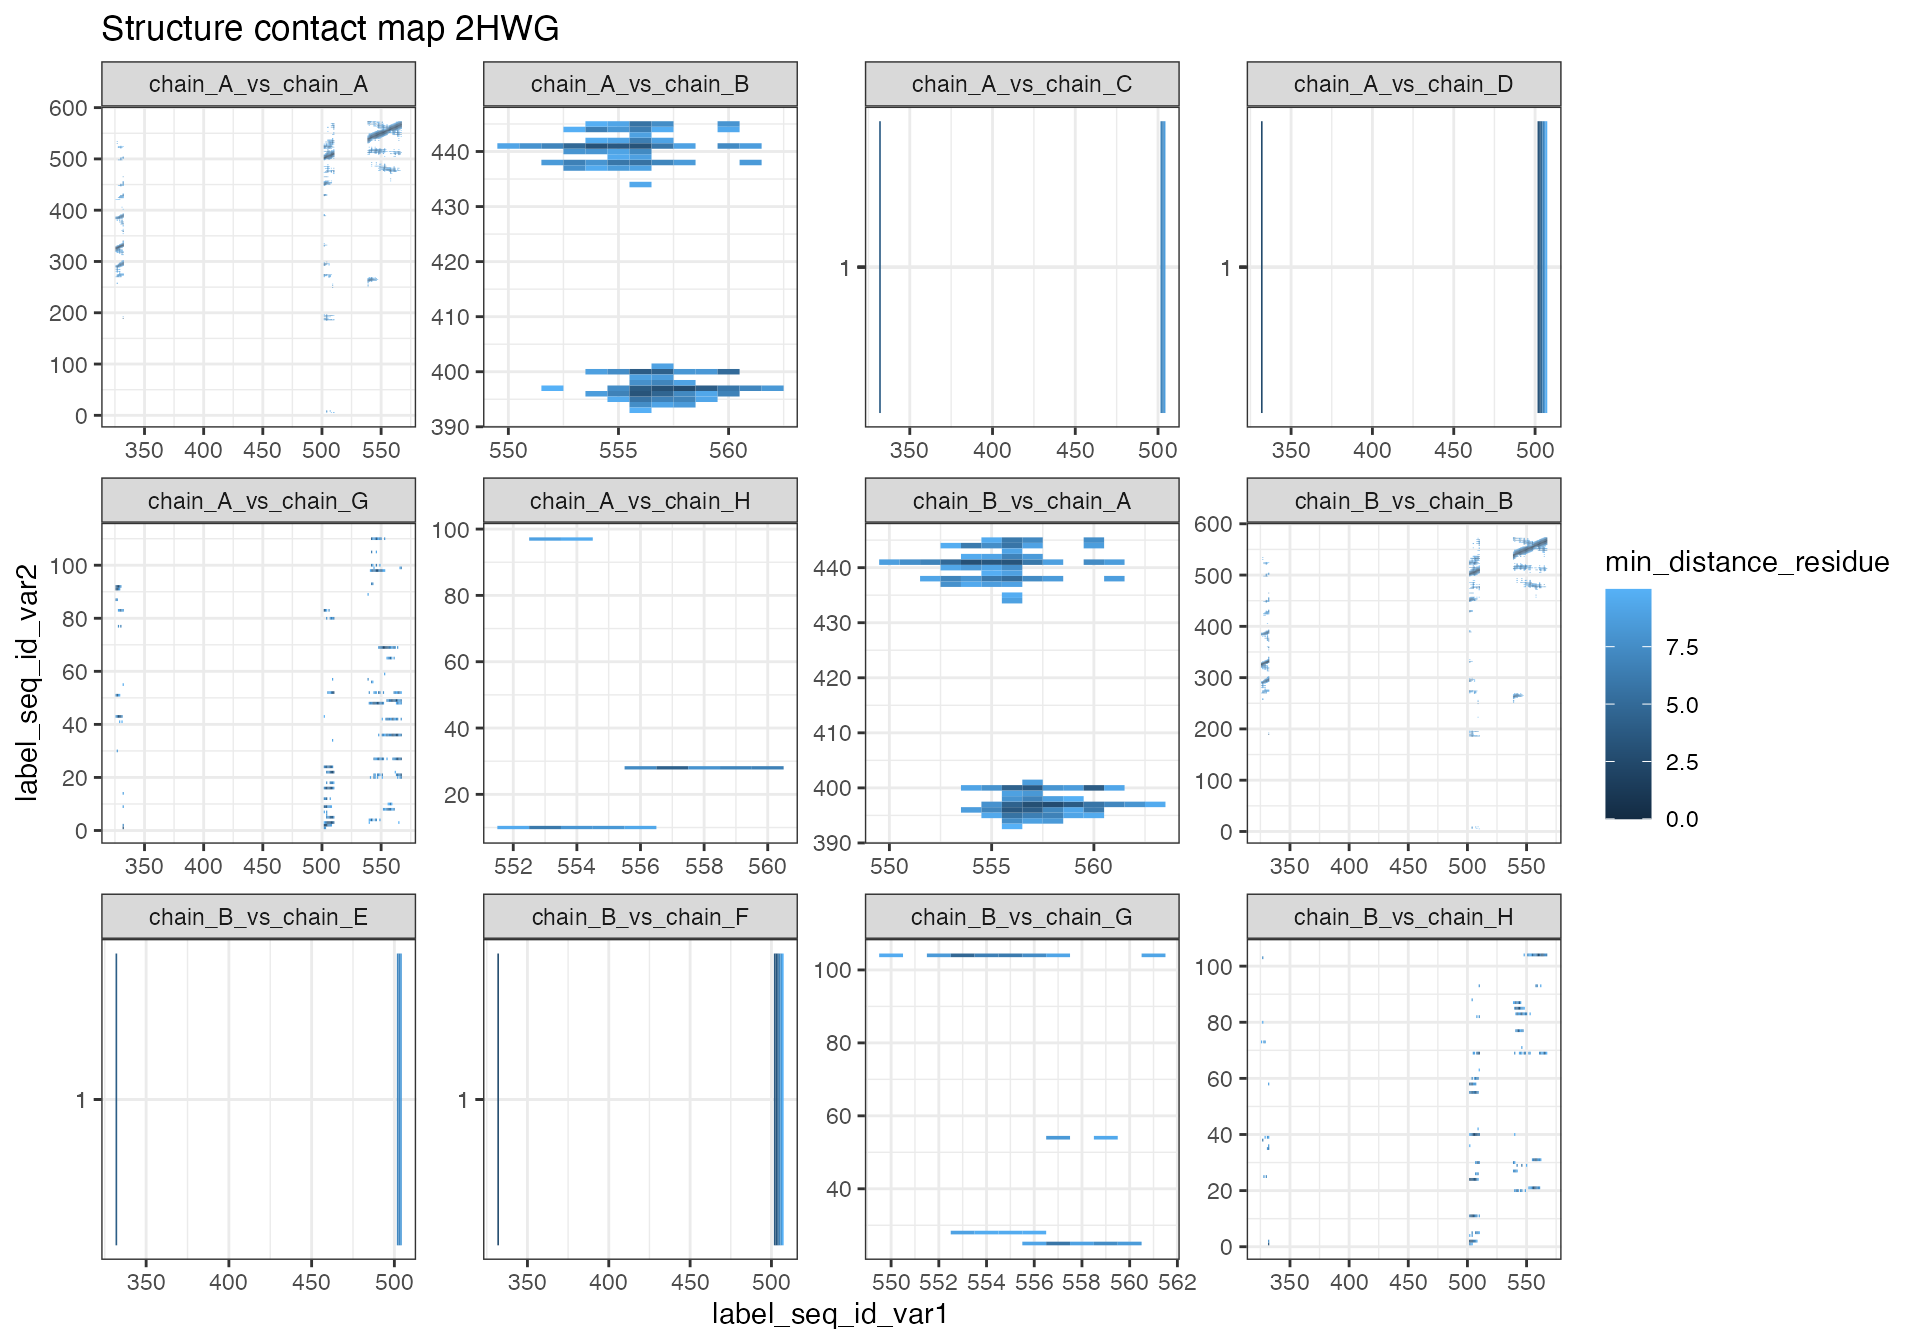 Structure contact map 2HWG
chain_A_vs_chain_A
chain_A_vs_chain_B
chain_A_vs_chain_C
chain_A_vs_chain_D
600
500
400
300
200
100
0
440
430
420
410
400
390
1
1
350 400 450 500 550
550 555 560
350 400 450 500
350 400 450 500
chain_A_vs_chain_G
chain_A_vs_chain_H
chain_B_vs_chain_A
chain_B_vs_chain_B
100
80
60
40
20
0
100
80
60
40
20
440
430
420
410
400
390
600
500
400
300
200
100
0
350 400 450 500 550
552 554 556 558 560
550 555 560
350 400 450 500 550
chain_B_vs_chain_E
chain_B_vs_chain_F
chain_B_vs_chain_G
chain_B_vs_chain_H
1
1
100
80
60
40
100
80
60
40
20
0
350 400 450 500
350 400 450 500
550 552 554 556 558 560 562
350 400 450 500 550
label_seq_id_var1
label_seq_id_var2
min_distance_residue
7.5
5.0
2.5
0.0